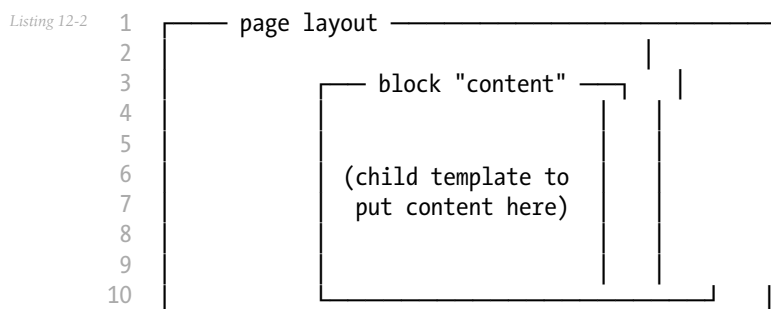 Listing 12-2 1 page layout
2
3 block "content"
4
5
6 (child template to
7 put content here)
8
9
10